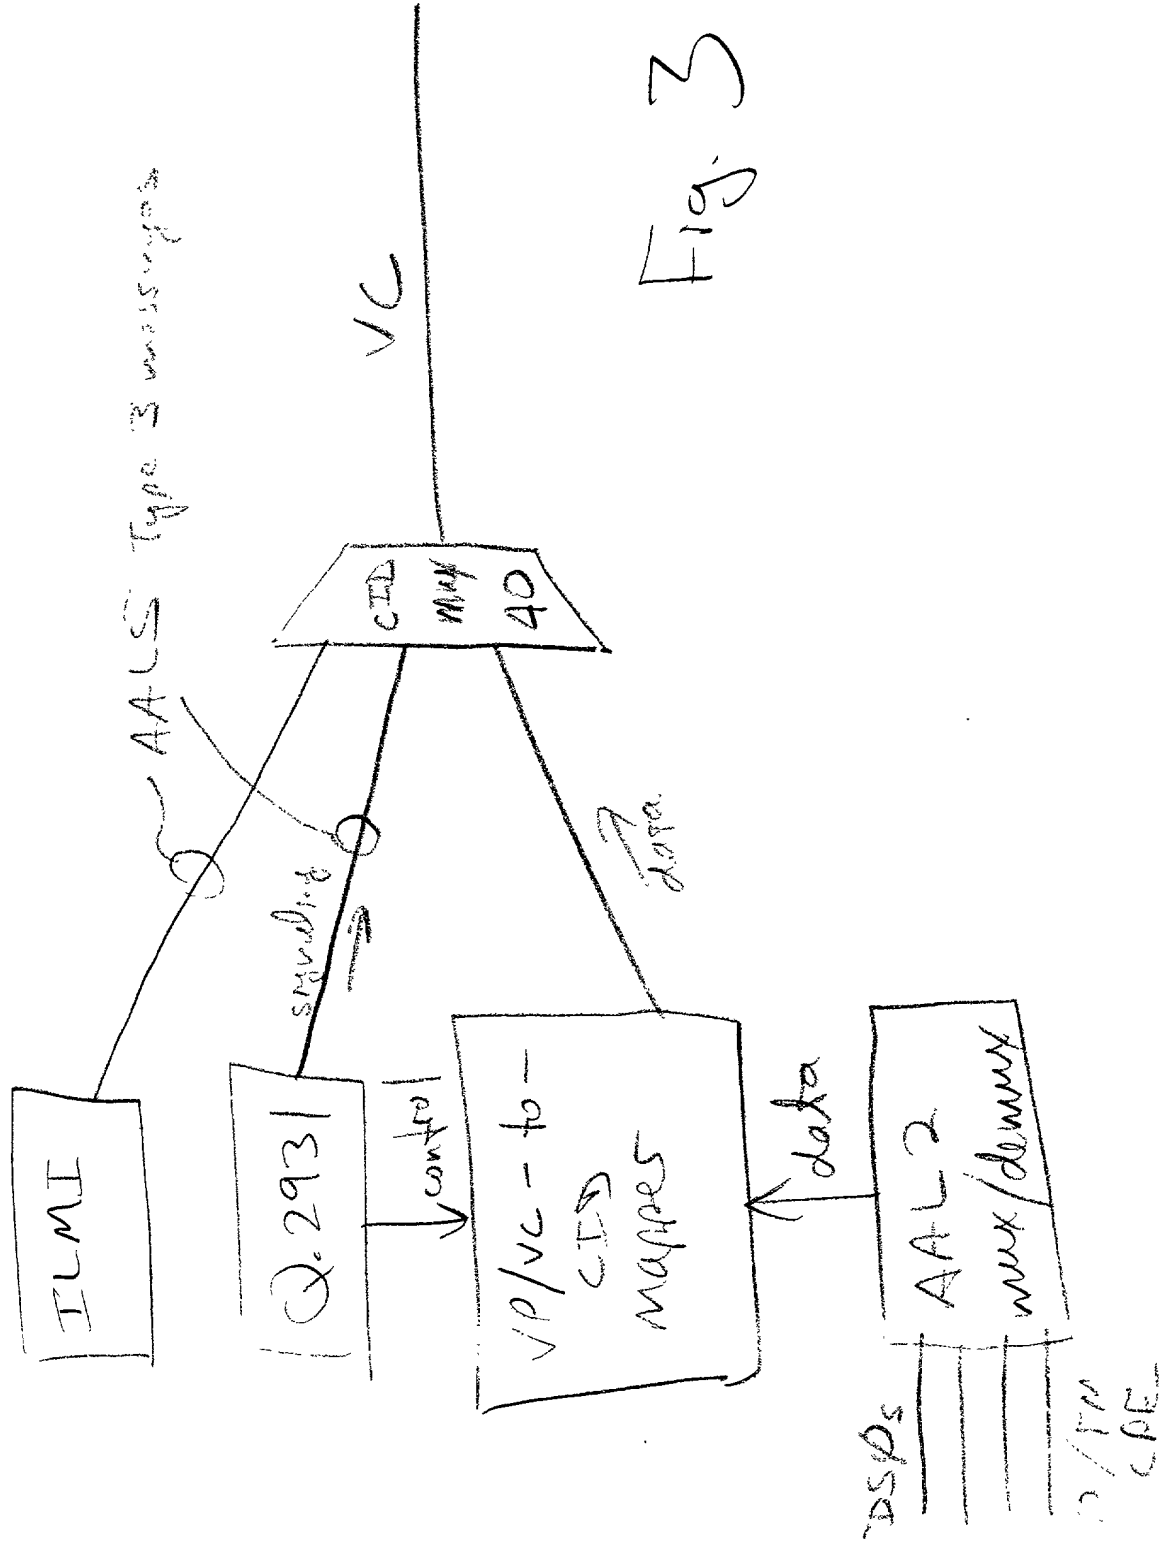 AAL5 Type 3 messages
ILMI
Q.2931
signaling
control
VP/VC-to-
CID
mapper
data
CID
mux
40
VC
data
AAL2
mux/demux
DSPs
CPE
Fig. 3